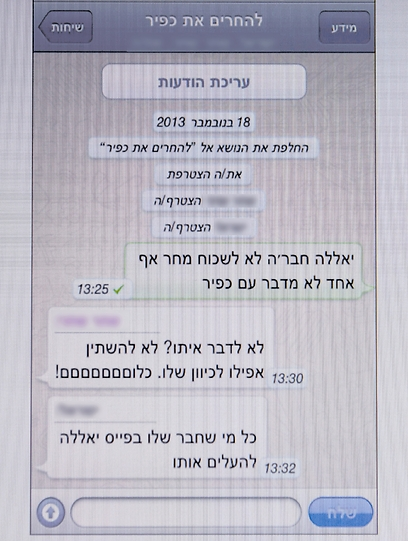 מידע
להחרים את כפיר
שיחות
עריכת הודעות
18 בנובמבר 2013
החלפת את הנושא אל "להחרים את כפיר"
את/ה הצטרפת
הצטרף/ה
הצטרף/ה
יאללה חבר׳ה לא לשכוח מחר אף
אחד לא מדבר עם כפיר
13:25
לא לדבר איתו? לא להשתין
אפילו לכיוון שלו. כלוםםםםםםם!
13:30
כל מי שחבר שלו בפייס יאללה
להעלים אותו
13:32
שלח